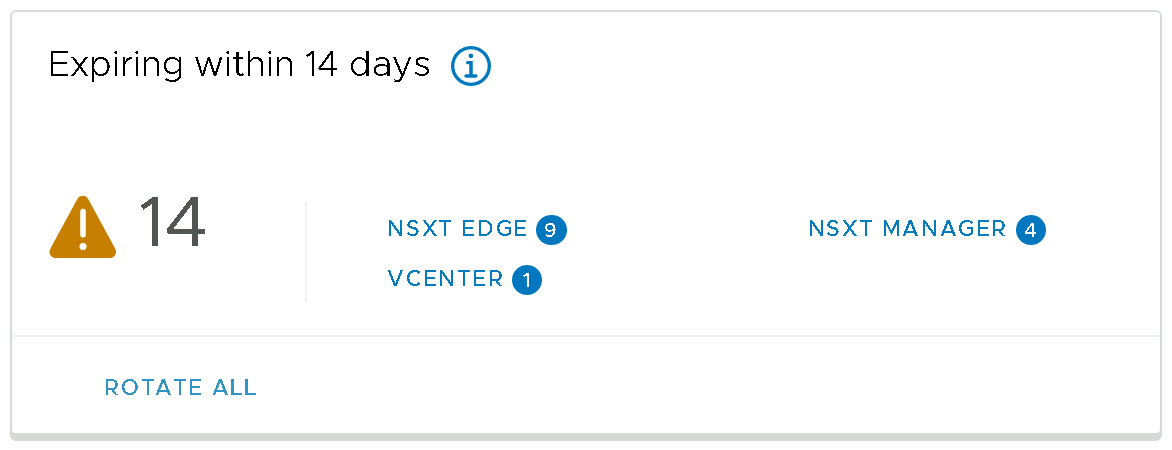 Expiring within 14 days
14
NSXT EDGE 9
NSXT MANAGER 4
VCENTER 1
ROTATE ALL